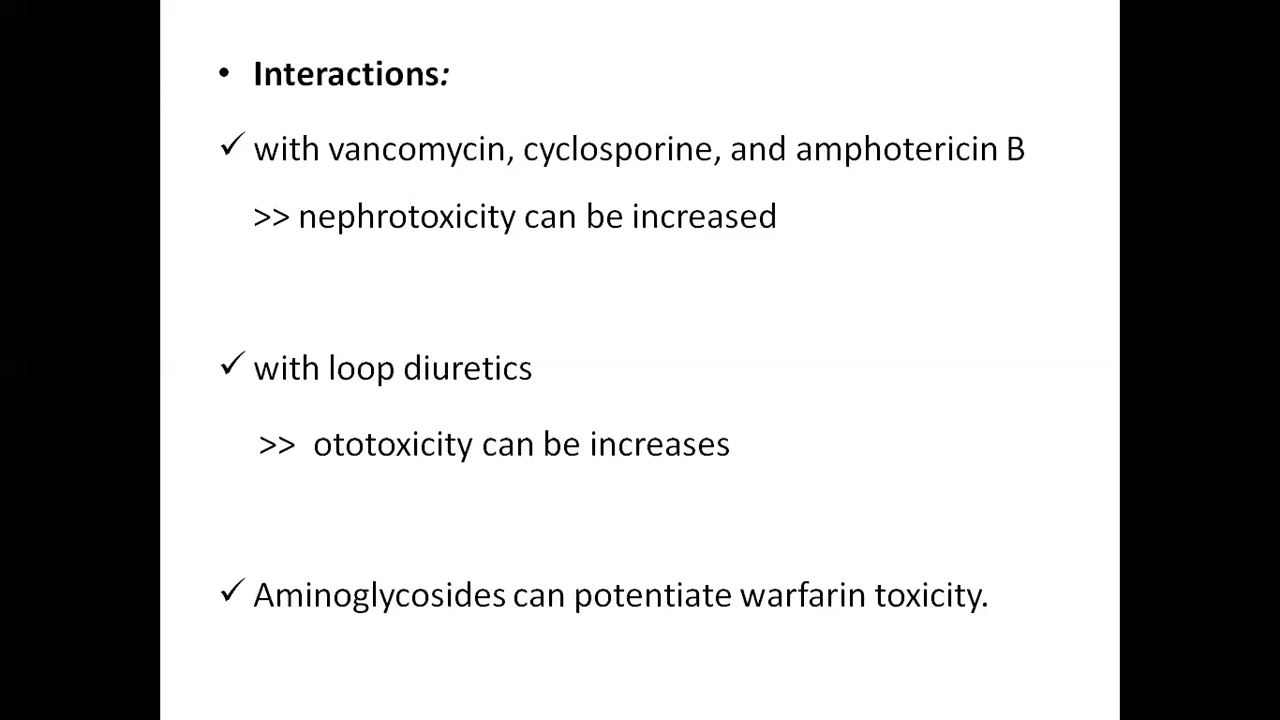 • Interactions:
✓ with vancomycin, cyclosporine, and amphotericin B
>> nephrotoxicity can be increased
✓ with loop diuretics
>> ototoxicity can be increases
✓ Aminoglycosides can potentiate warfarin toxicity.